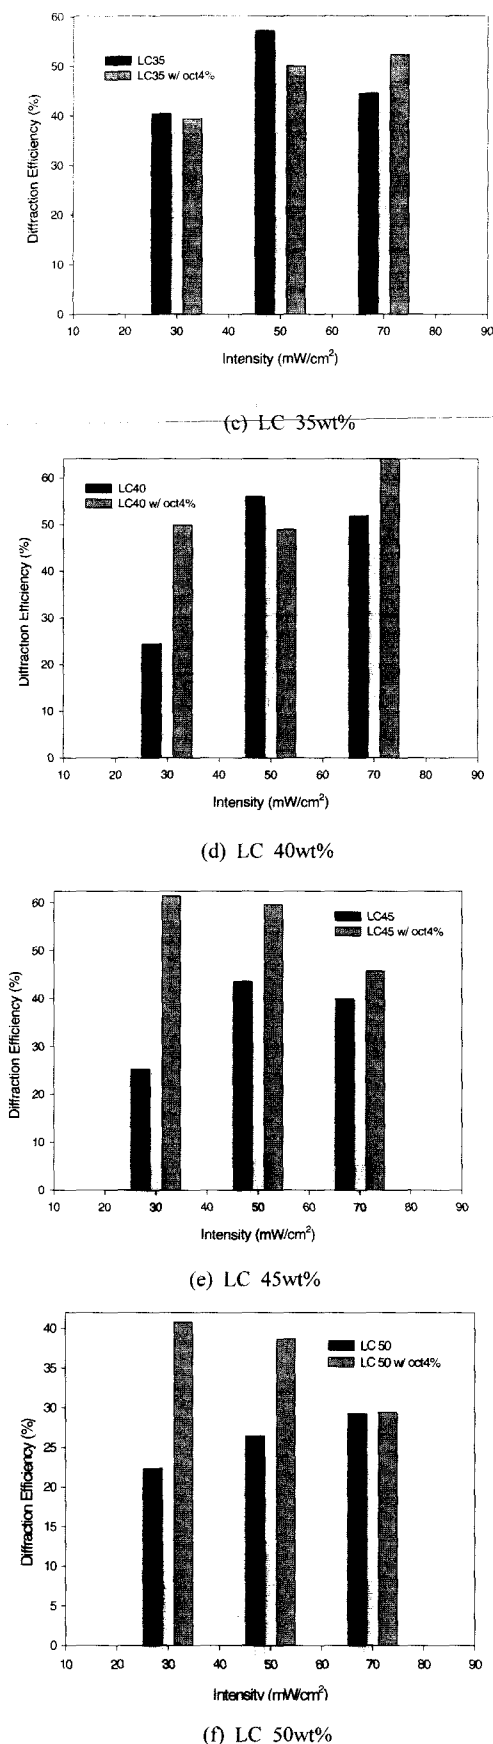 60
50
40
30
20
10
0
Diffraction Efficiency (%)
LC35
LC35 w/ oct4%
10 20 30 40 50 60 70 80 90
Intensity (mW/cm²)
(c) LC 35wt%
60
50
40
30
20
10
0
Diffraction Efficiency (%)
LC40
LC40 w/ oct4%
10 20 30 40 50 60 70 80 90
Intensity (mW/cm²)
(d) LC 40wt%
60
50
40
30
20
10
0
Diffraction Efficiency (%)
LC45
LC45 w/ oct4%
10 20 30 40 50 60 70 80 90
Intensity (mW/cm²)
(e) LC 45wt%
40
35
30
25
20
15
10
5
0
Diffraction Efficiency (%)
LC 50
LC 50 w/ oct4%
10 20 30 40 50 60 70 80 90
Intensity (mW/cm²)
(f) LC 50wt%